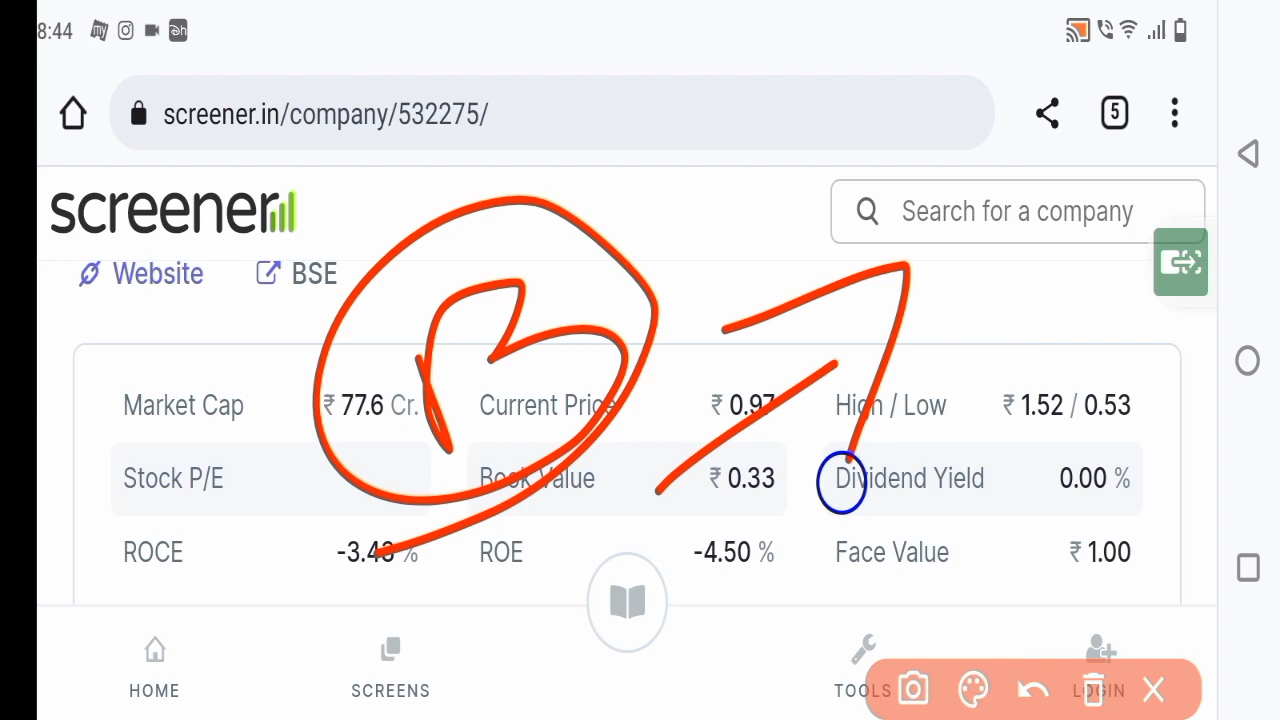 8:44
screener.in/company/532275/
5
screener
Search for a company
Website BSE
Market Cap ₹ 77.6 Cr. Current Price ₹ 0.97 High / Low ₹ 1.52 / 0.53
Stock P/E Book Value ₹ 0.33 Dividend Yield 0.00 %
ROCE -3.43 % ROE -4.50 % Face Value ₹ 1.00
HOME SCREENS TOOLS LOGIN